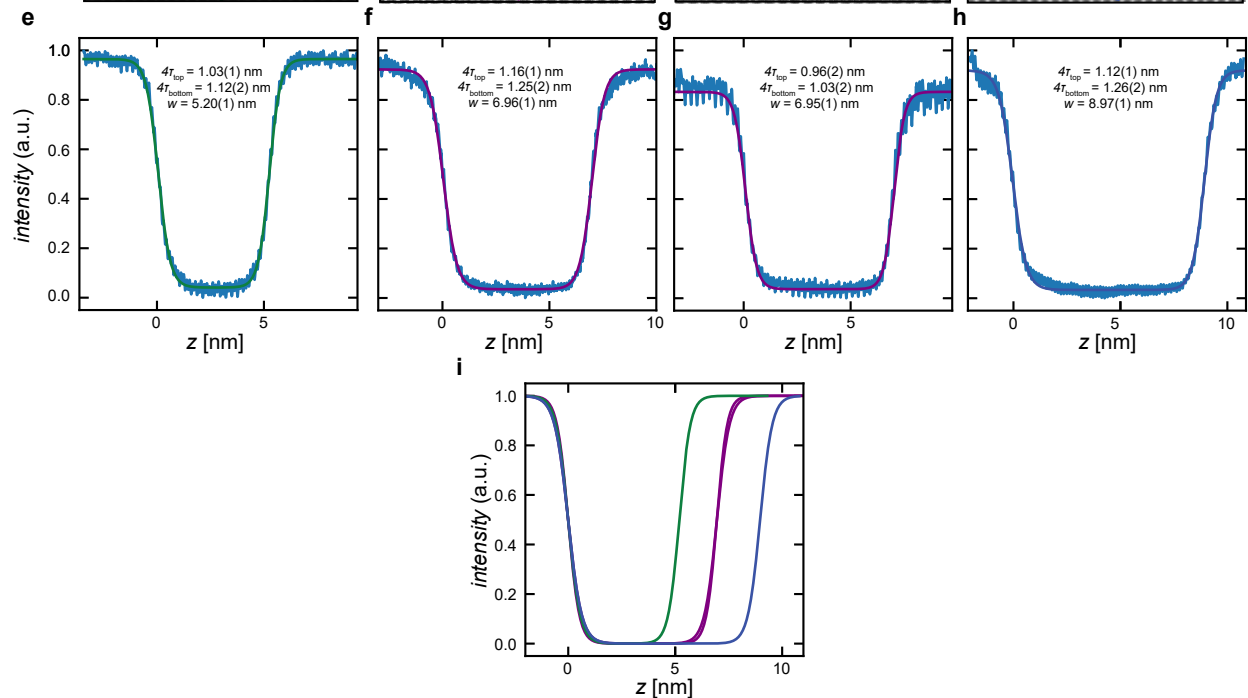 e
f
g
h
4τtop = 1.03(1) nm
4τbottom = 1.12(2) nm
w = 5.20(1) nm
4τtop = 1.16(1) nm
4τbottom = 1.25(2) nm
w = 6.96(1) nm
4τtop = 0.96(2) nm
4τbottom = 1.03(2) nm
w = 6.95(1) nm
4τtop = 1.12(1) nm
4τbottom = 1.26(2) nm
w = 8.97(1) nm
1.0
0.8
0.6
0.4
0.2
0.0
intensity (a.u.)
0 5
0 5 10
0 5
0 5 10
z [nm]
z [nm]
z [nm]
z [nm]
i
1.0
0.8
0.6
0.4
0.2
0.0
intensity (a.u.)
0 5 10
z [nm]